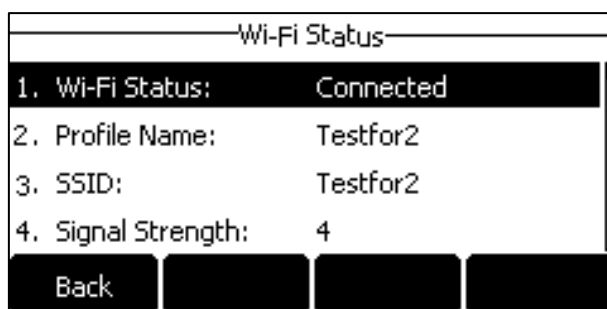 Wi-Fi Status
1. Wi-Fi Status: Connected
2. Profile Name: Testfor2
3. SSID: Testfor2
4. Signal Strength: 4
Back